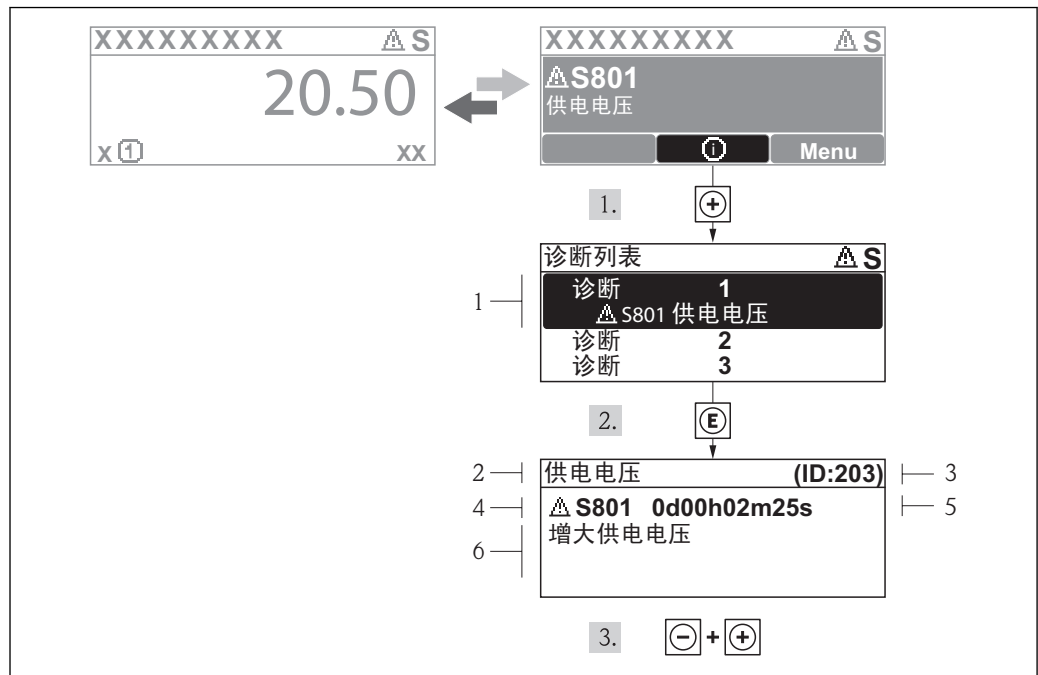 XXXXXXXXX ⚠ S
20.50
x ① xx
XXXXXXXXX ⚠ S
⚠S801
供电电压
ⓘ Menu
1. +
诊断列表 ⚠ S
1
诊断 1
⚠ S801 供电电压
诊断 2
诊断 3
2. E
2 供电电压 (ID:203) 3
4 ⚠ S801 0d00h02m25s 5
6 增大供电电压
3. - + +